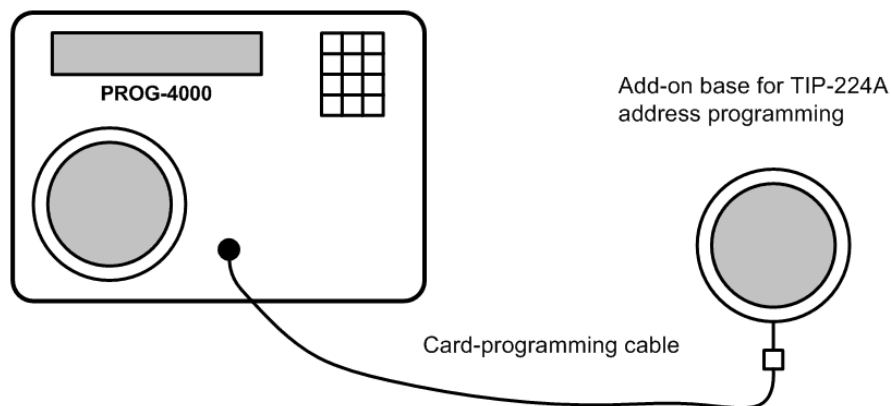 PROG-4000
Add-on base for TIP-224A
address programming
Card-programming cable